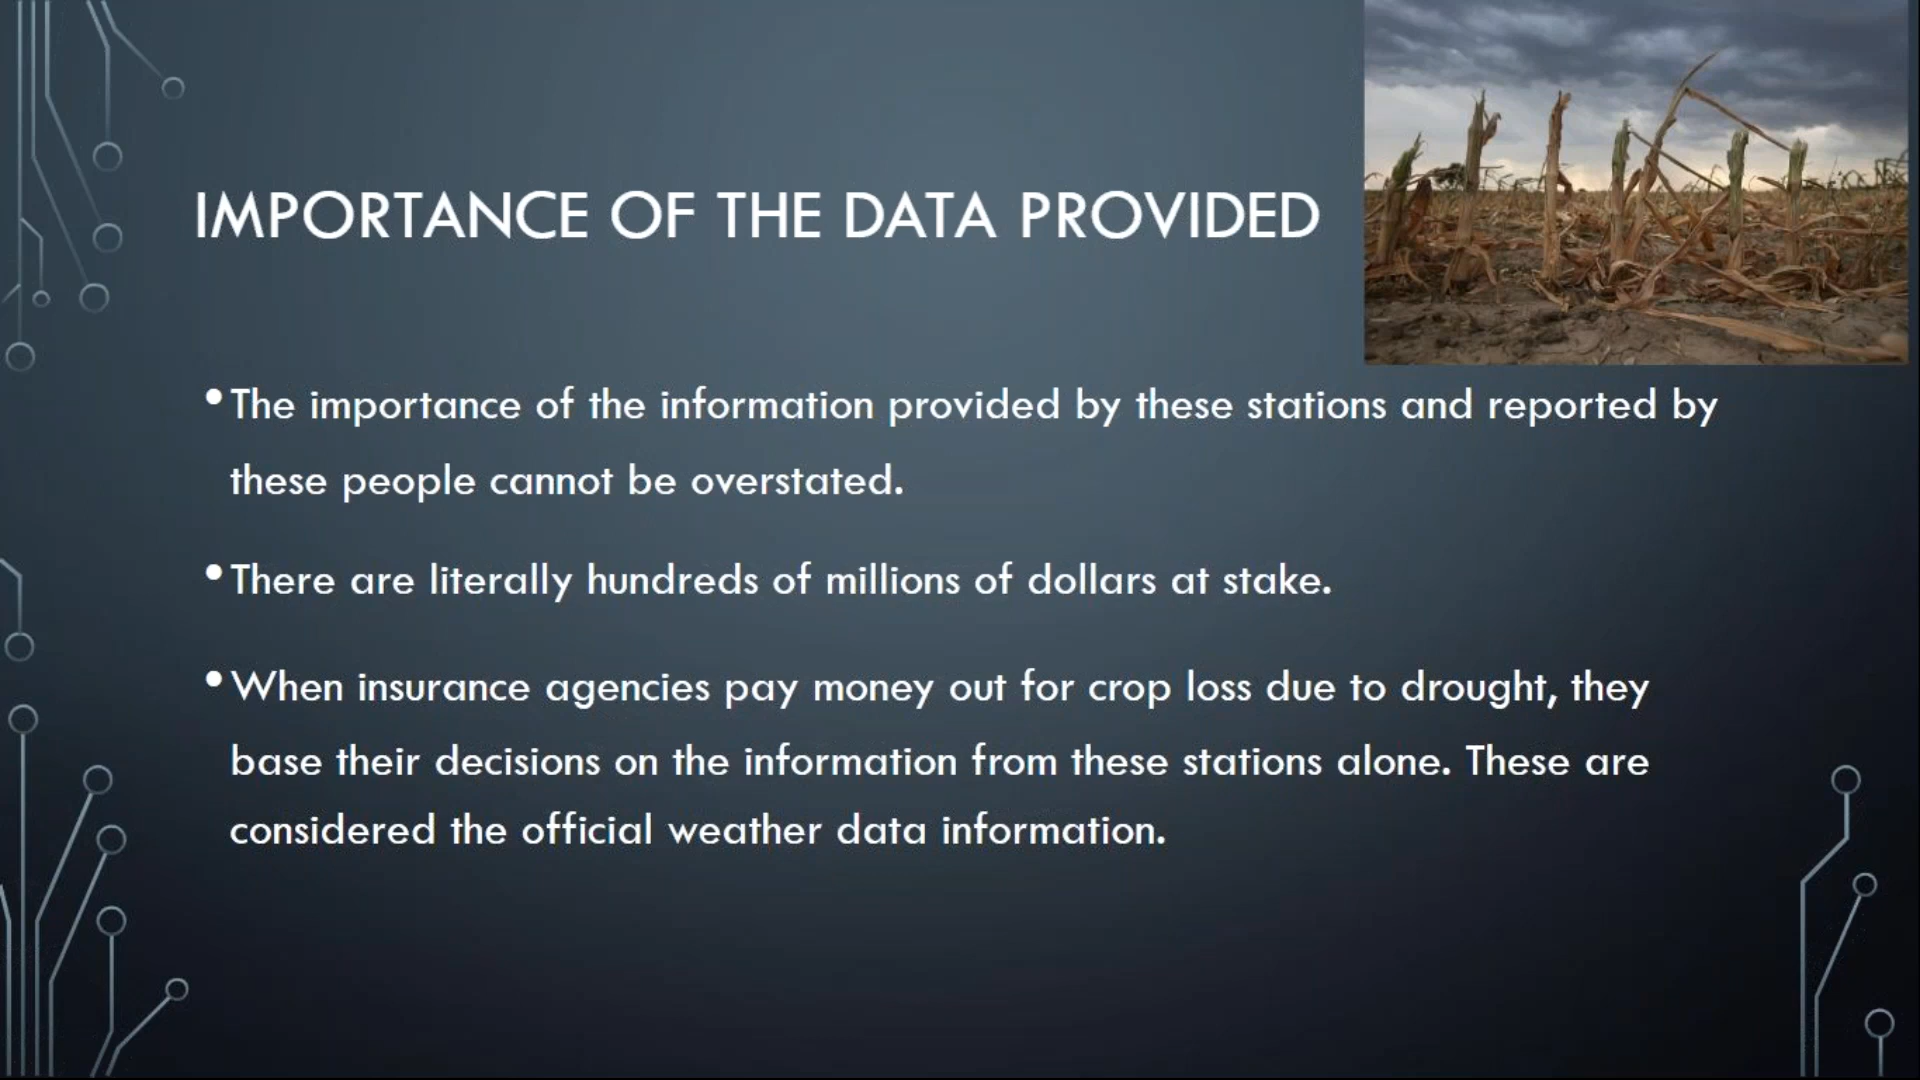 IMPORTANCE OF THE DATA PROVIDED
•The importance of the information provided by these stations and reported by
these people cannot be overstated.
•There are literally hundreds of millions of dollars at stake.
•When insurance agencies pay money out for crop loss due to drought, they
base their decisions on the information from these stations alone. These are
considered the official weather data information.